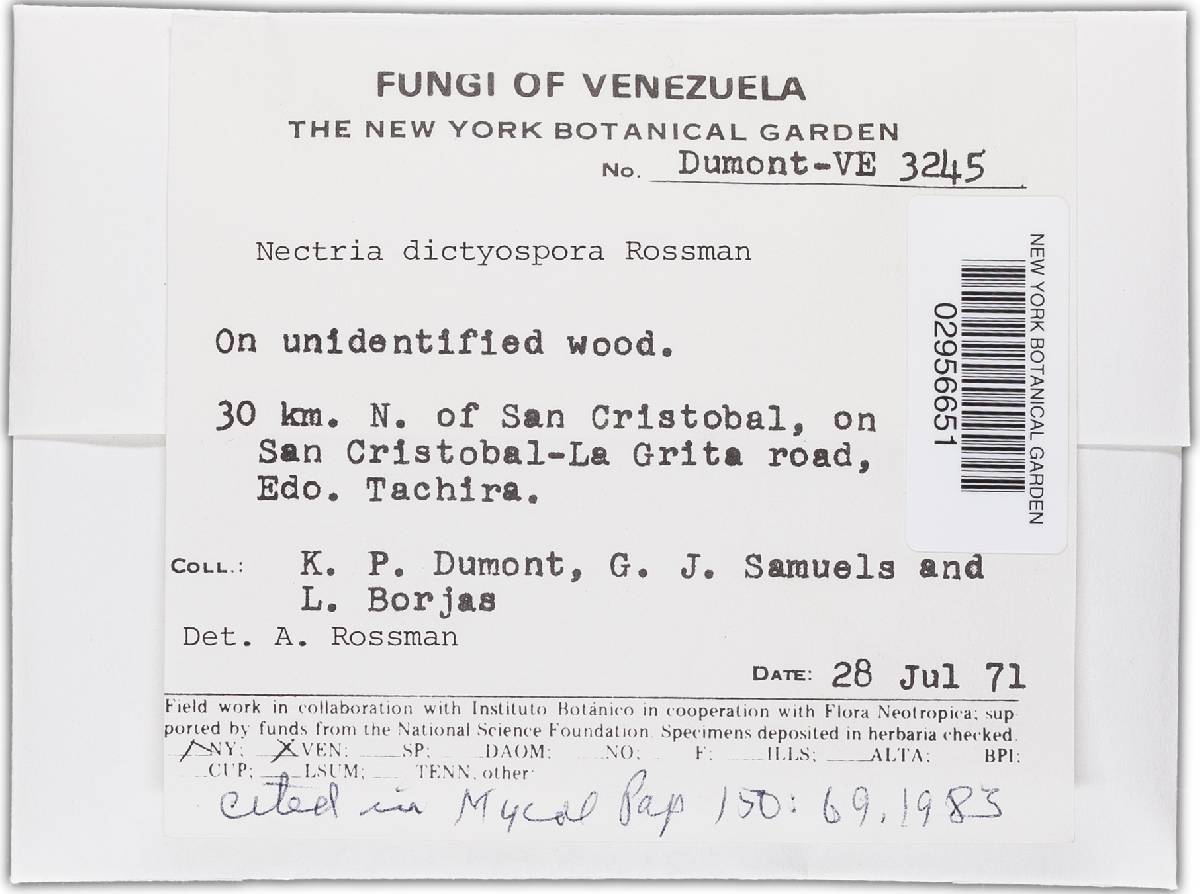 FUNGI OF VENEZUELA
THE NEW YORK BOTANICAL GARDEN
No. Dumont-VE 3245
Nectria dictyospora Rossman
On unidentified wood.
30 km. N. of San Cristobal, on
San Cristobal-La Grita road,
Edo. Tachira.
COLL.: K. P. Dumont, G. J. Samuels and
L. Borjas
Det. A. Rossman
DATE: 28 Jul 71
Field work in collaboration with Instituto Botánico in cooperation with Flora Neotropica; sup-
ported by funds from the National Science Foundation. Specimens deposited in herbaria checked.
NY; X VEN; SP; DAOM; NO; F; ILLS; ALTA; BPI;
CUP; LSUM; TENN, other:
cited in Mycol Pap 150: 69, 1983
NEW YORK BOTANICAL GARDEN
02956651